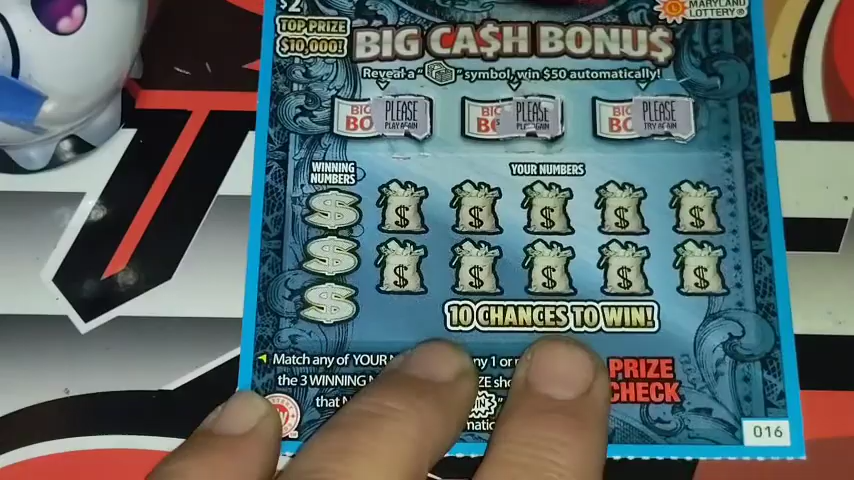 $2
MARYLAND
LOTTERY®
TOP PRIZE
$10,000!
BIG CA$H BONU$
Reveal a " " symbol, win $50 automatically!
BIG BO PLEASE PLAY AGAIN
BIG BO PLEASE PLAY AGAIN
BIG BO PLEASE TRY AGAIN
WINNING
NUMBERS
YOUR NUMBERS
10 CHANCES TO WIN!
Match any of YOUR
the 3 WINNING
PRIZE
CHECK
016